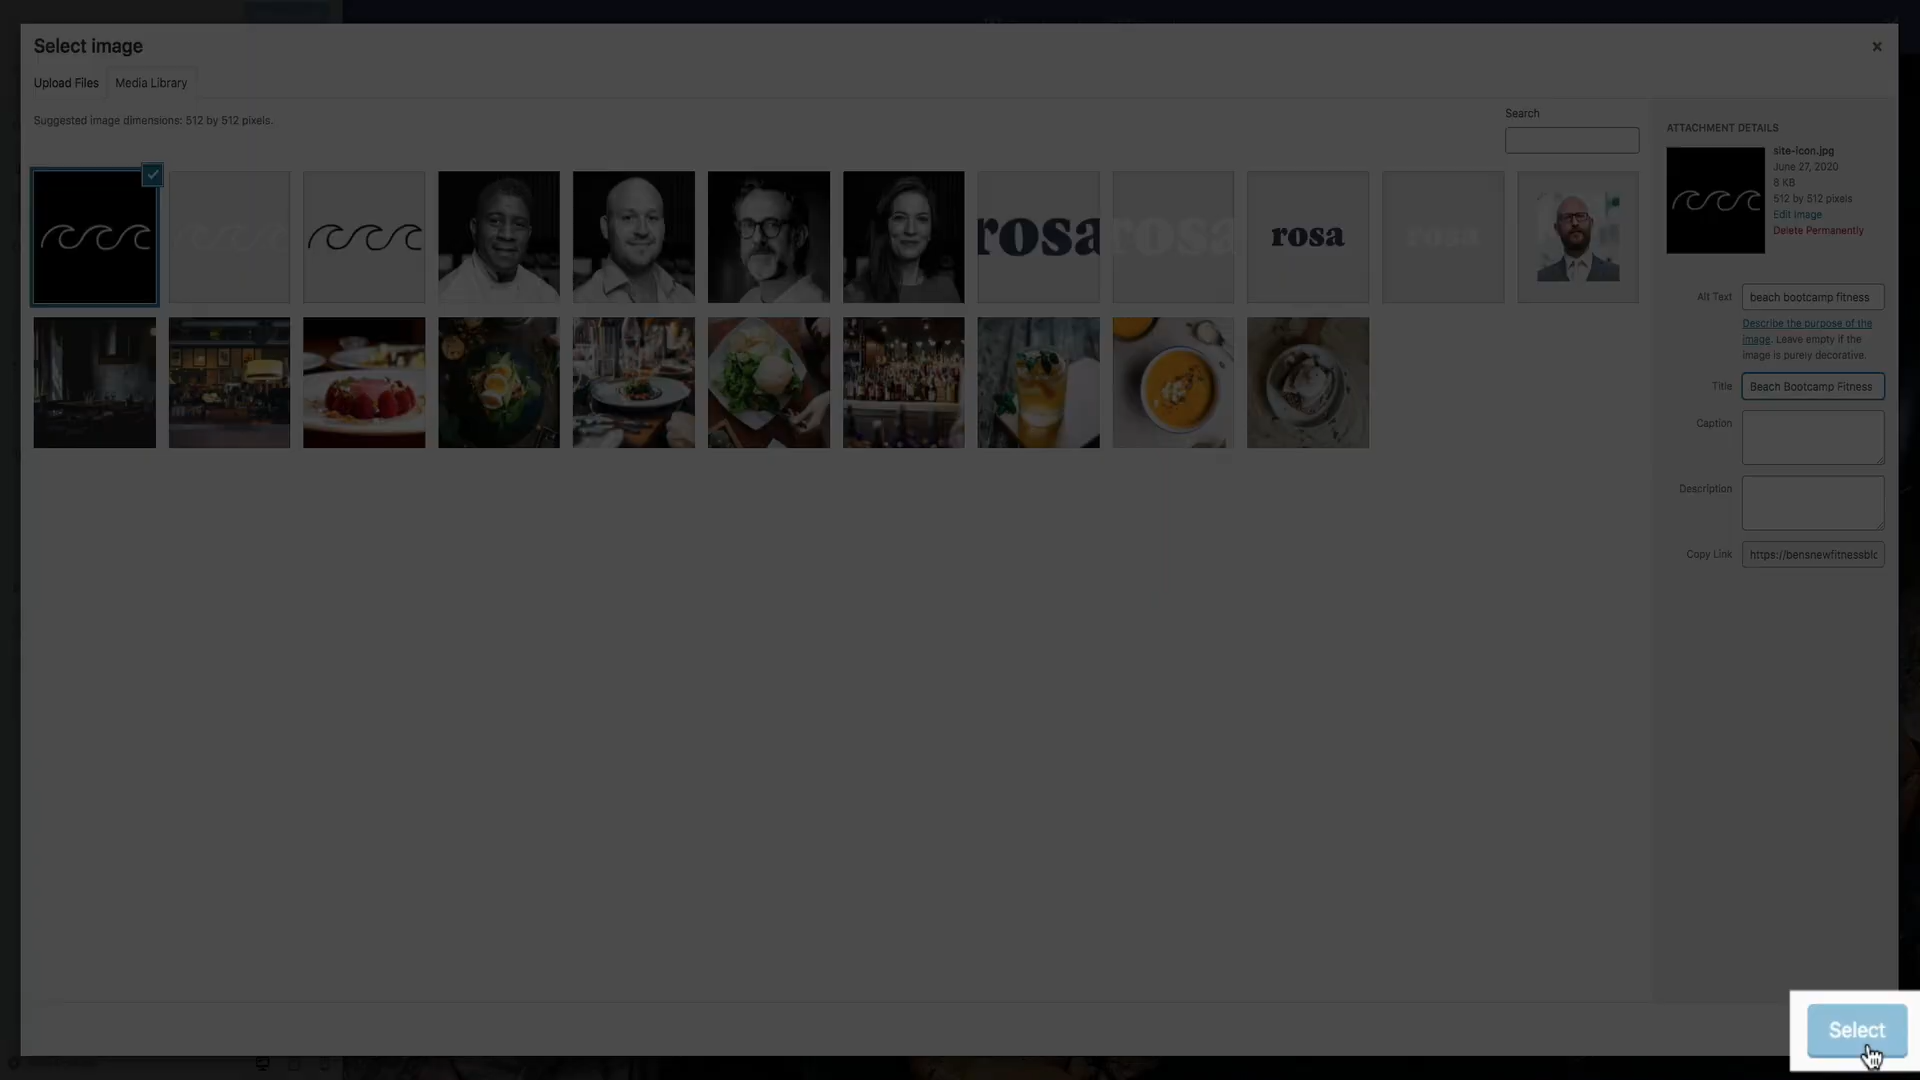 Select image
Upload Files
Media Library
Suggested image dimensions: 512 by 512 pixels.
Search
rosa
rosa
rosa
rosa
ATTACHMENT DETAILS
site-icon.jpg
June 27, 2020
8 KB
512 by 512 pixels
Edit Image
Delete Permanently
Alt Text
beach bootcamp fitness
Describe the purpose of the
image. Leave empty if the
image is purely decorative.
Title
Beach Bootcamp Fitness
Caption
Description
Copy Link
https://bensnewfitnessblo
Select